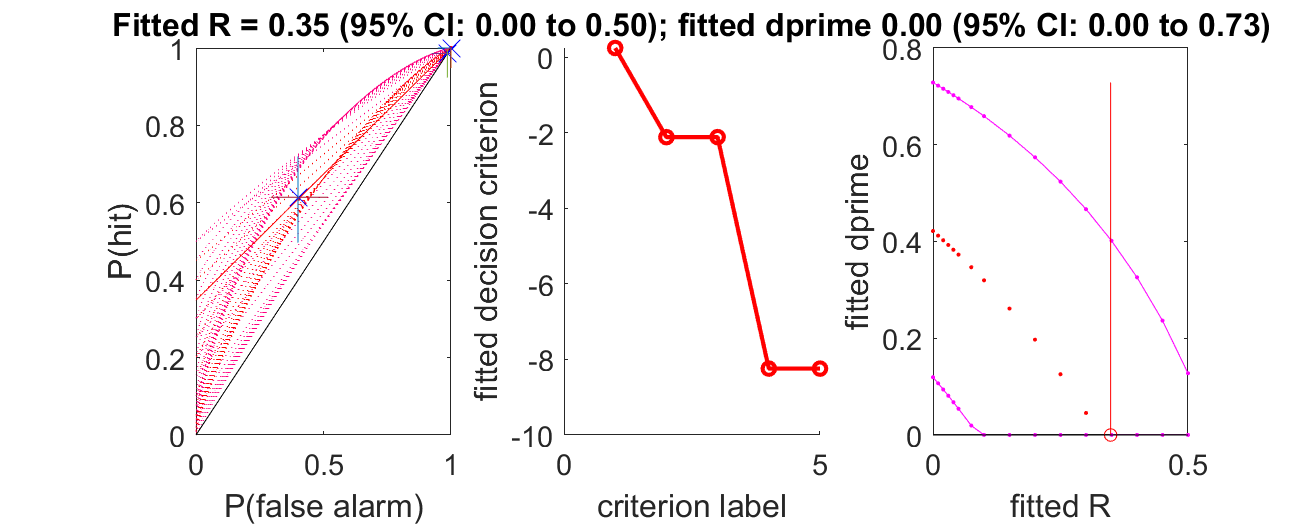 Fitted R = 0.35 (95% CI: 0.00 to 0.50); fitted dprime 0.00 (95% CI: 0.00 to 0.73)
P(hit)
1
0.8
0.6
0.4
0.2
0
0 0.5 1
P(false alarm)
fitted decision criterion
0
-2
-4
-6
-8
-10
0 5
criterion label
fitted dprime
0.8
0.6
0.4
0.2
0
0 0.5
fitted R